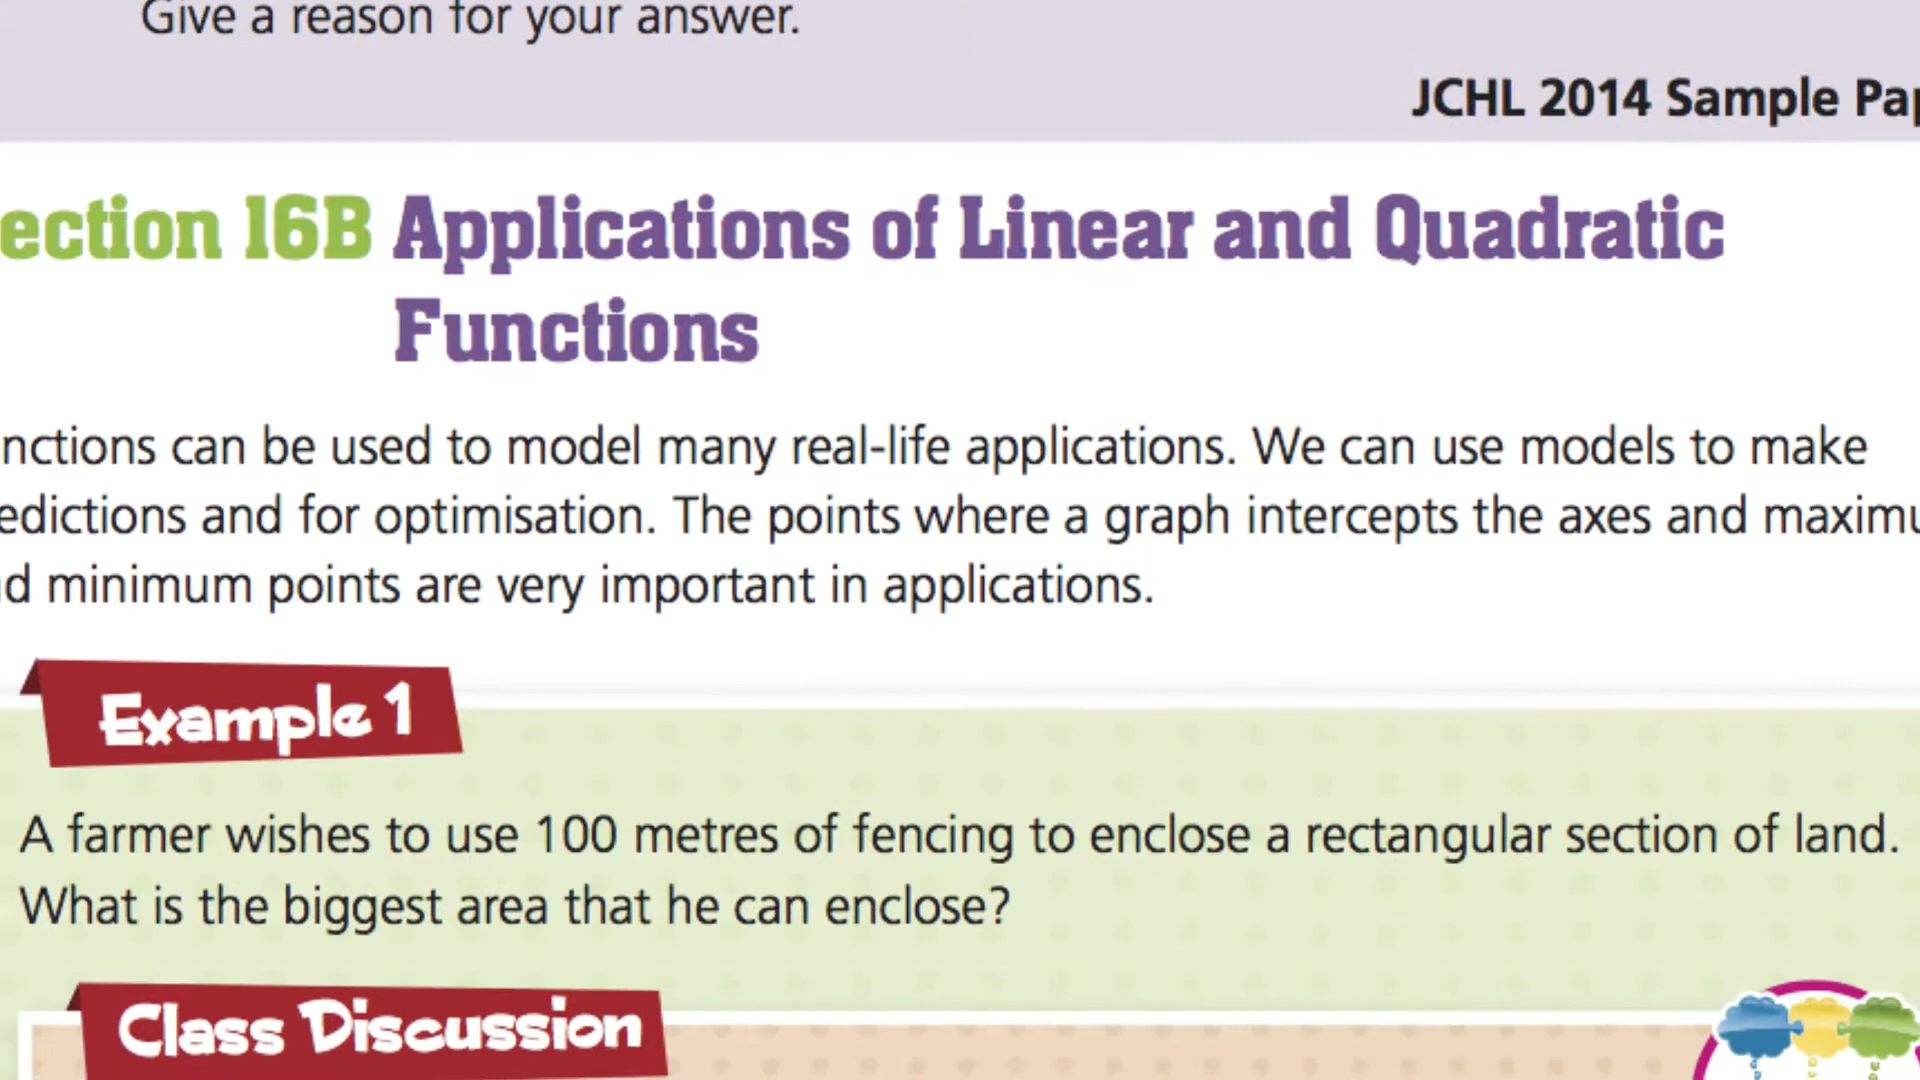 Give a reason for your answer.
JCHL 2014 Sample Pap
ection 16B Applications of Linear and Quadratic
Functions
nctions can be used to model many real-life applications. We can use models to make
edictions and for optimisation. The points where a graph intercepts the axes and maximu
d minimum points are very important in applications.
Example 1
A farmer wishes to use 100 metres of fencing to enclose a rectangular section of land.
What is the biggest area that he can enclose?
Class Discussion